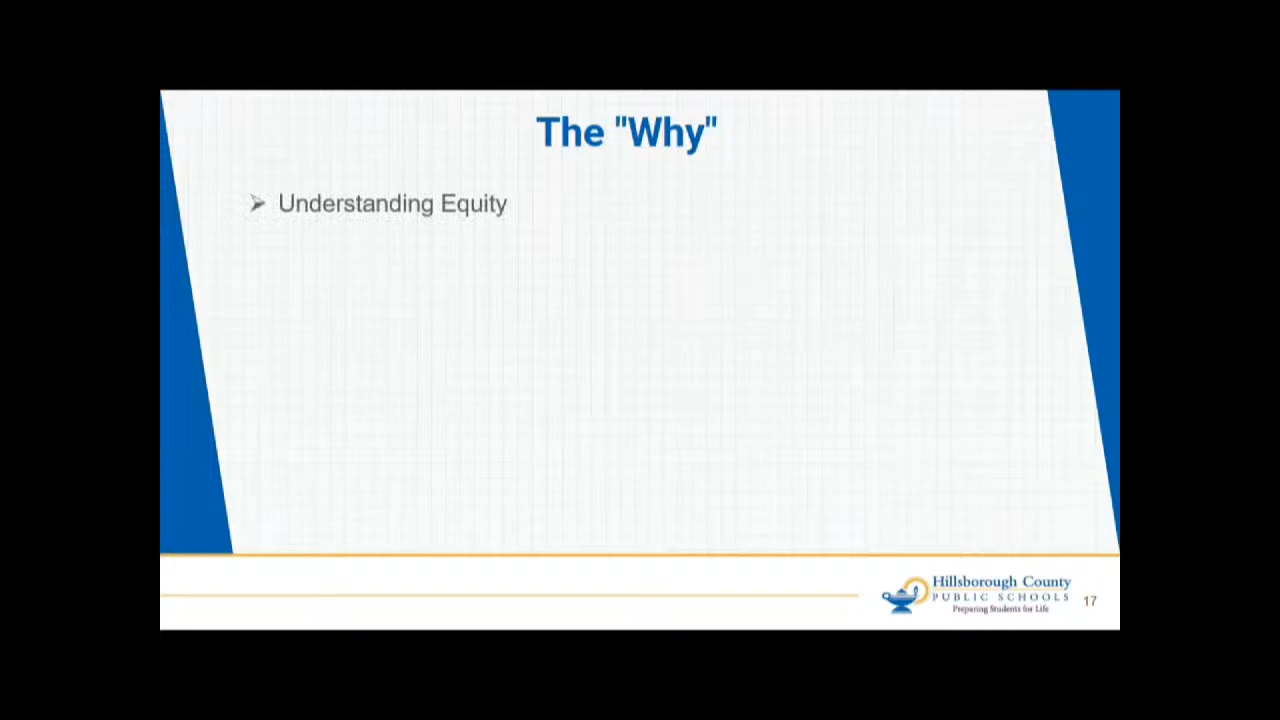 The "Why"
➢ Understanding Equity
Hillsborough County
PUBLIC SCHOOLS
Preparing Students for Life
17